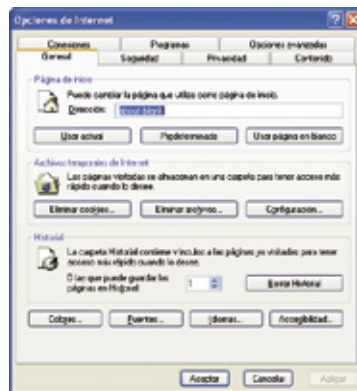 Opciones de Internet
Conexiones Programas Opciones avanzadas
General Seguridad Privacidad Contenido
Página de inicio
Puede cambiar la página que utiliza como página de inicio.
Dirección: about:blank
Usar actual Predeterminada Usar página en blanco
Archivos temporales de Internet
Las páginas visitadas se almacenan en una carpeta para tener acceso más
rápido cuando lo desee.
Eliminar cookies... Eliminar archivos... Configuración...
Historial
La carpeta Historial contiene vínculos a las páginas ya visitadas para tener
acceso más rápido cuando lo desee.
Días que puede guardar las
páginas en Historial: 1 Borrar Historial
Colores... Fuentes... Idiomas... Accesibilidad...
Aceptar Cancelar Aplicar